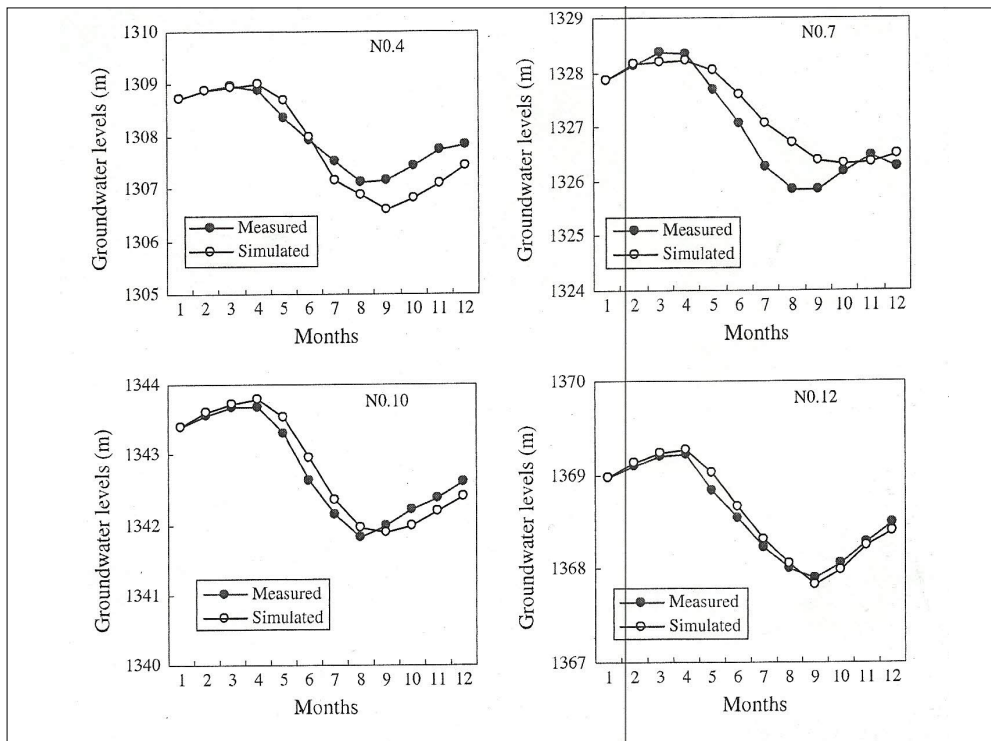 N0.4
Groundwater levels (m)
1310
1309
1308
1307
1306
1305
Measured
Simulated
1 2 3 4 5 6 7 8 9 10 11 12
Months
N0.7
Groundwater levels (m)
1329
1328
1327
1326
1325
1324
Measured
Simulated
1 2 3 4 5 6 7 8 9 10 11 12
Months
N0.10
Groundwater levels (m)
1344
1343
1342
1341
1340
Measured
Simulated
1 2 3 4 5 6 7 8 9 10 11 12
Months
N0.12
Groundwater levels (m)
1370
1369
1368
1367
Measured
Simulated
1 2 3 4 5 6 7 8 9 10 11 12
Months